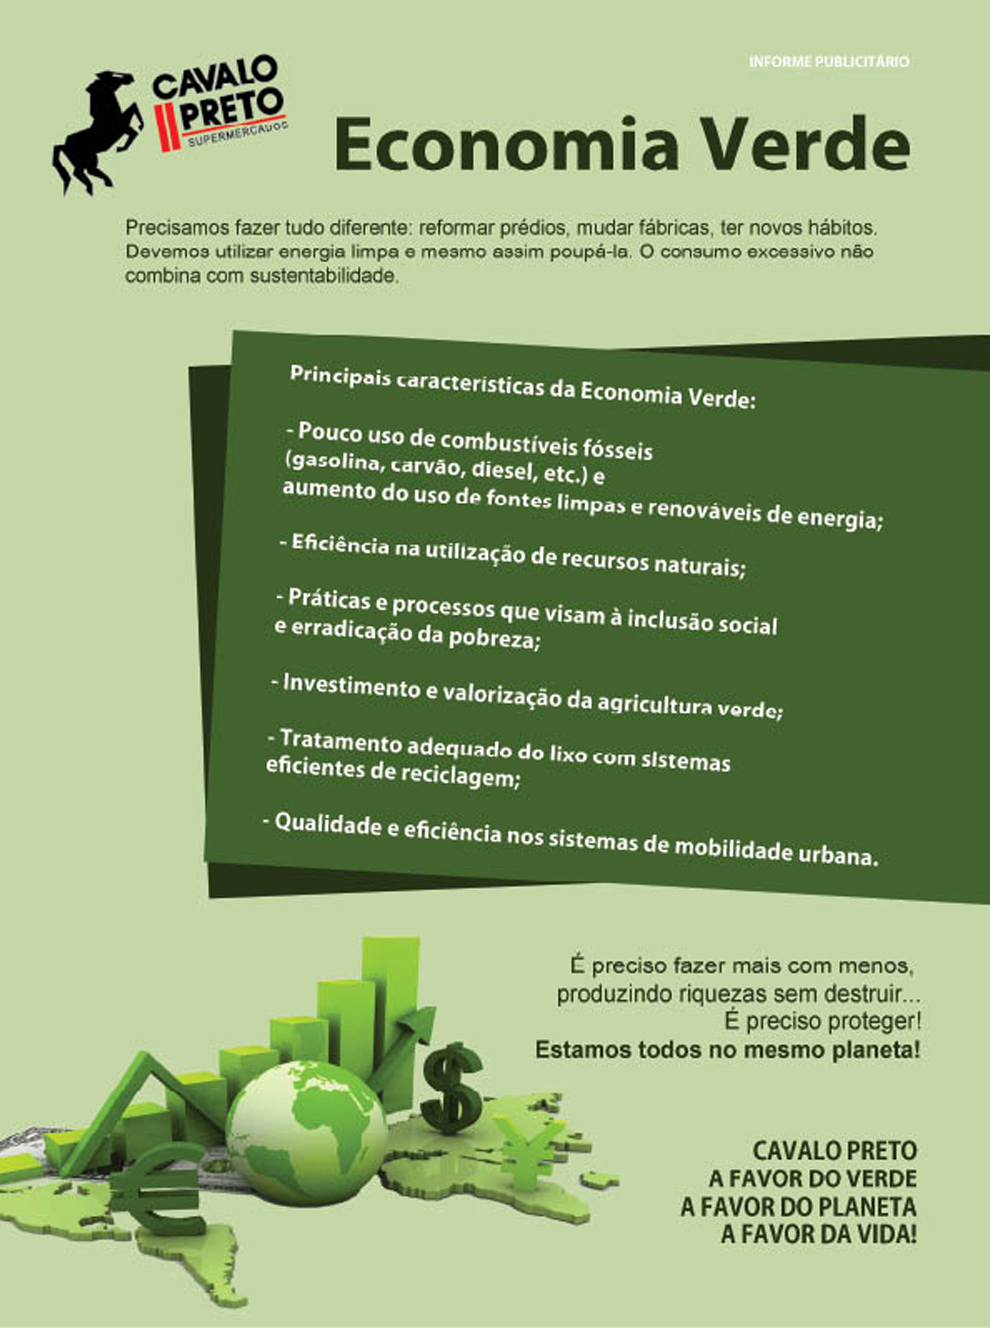 CAVALO
PRETO
SUPERMERCADOS
INFORME PUBLICITÁRIO
Economia Verde
Precisamos fazer tudo diferente: reformar prédios, mudar fábricas, ter novos hábitos.
Devemos utilizar energia limpa e mesmo assim poupá-la. O consumo excessivo não
combina com sustentabilidade.
Principais características da Economia Verde:
- Pouco uso de combustíveis fósseis
(gasolina, carvão, diesel, etc.) e
aumento do uso de fontes limpas e renováveis de energia;
- Eficiência na utilização de recursos naturais;
- Práticas e processos que visam à inclusão social
e erradicação da pobreza;
- Investimento e valorização da agricultura verde;
- Tratamento adequado do lixo com sistemas
eficientes de reciclagem;
- Qualidade e eficiência nos sistemas de mobilidade urbana.
É preciso fazer mais com menos,
produzindo riquezas sem destruir...
É preciso proteger!
Estamos todos no mesmo planeta!
$
¥
€
CAVALO PRETO
A FAVOR DO VERDE
A FAVOR DO PLANETA
A FAVOR DA VIDA!